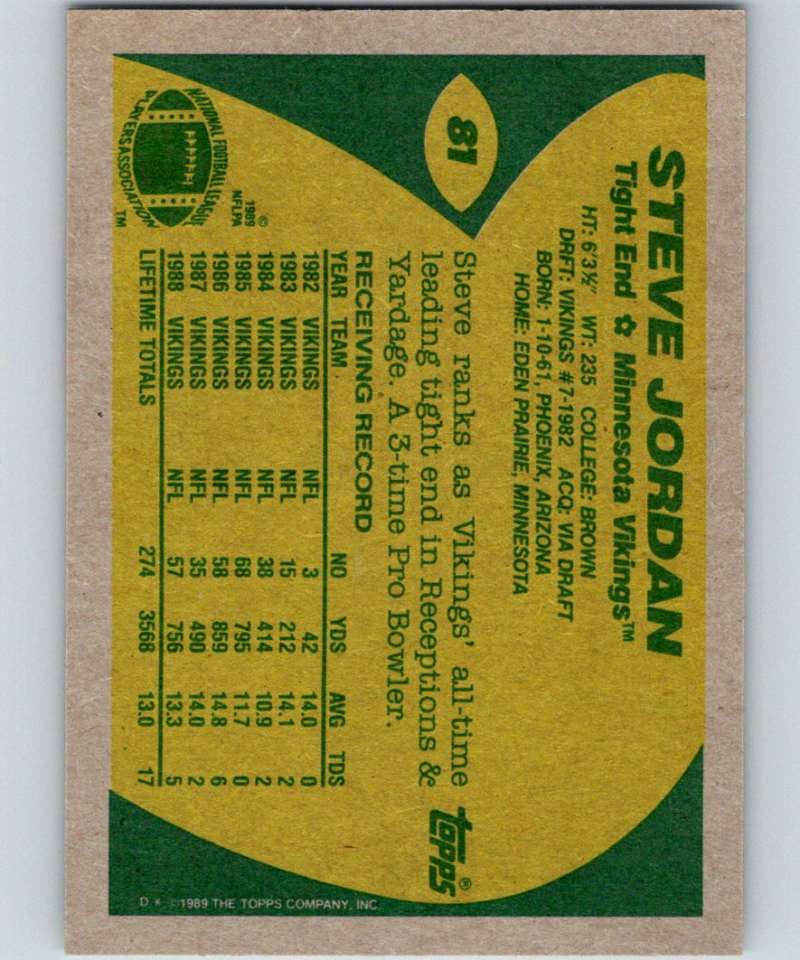 81
STEVE JORDAN
Tight End ✿ Minnesota Vikings™
HT: 6'3½" WT: 235 COLLEGE: BROWN
DRFT: VIKINGS #7-1982 ACQ: VIA DRAFT
BORN: 1-10-61, PHOENIX, ARIZONA
HOME: EDEN PRAIRIE, MINNESOTA
Steve ranks as Vikings' all-time
leading tight end in Receptions &
Yardage. A 3-time Pro Bowler.
topps®
RECEIVING RECORD
YEAR TEAM NO YDS AVG TDS
1982 VIKINGS NFL 3 42 14.0 0
1983 VIKINGS NFL 15 212 14.1 2
1984 VIKINGS NFL 38 414 10.9 2
1985 VIKINGS NFL 68 795 11.7 0
1986 VIKINGS NFL 58 859 14.8 6
1987 VIKINGS NFL 35 490 14.0 2
1988 VIKINGS NFL 57 756 13.3 5
LIFETIME TOTALS 274 3568 13.0 17
NATIONAL FOOTBALL LEAGUE
PLAYERS ASSOCIATION
™
©
1989
NFLPA
D * ©1989 THE TOPPS COMPANY, INC.